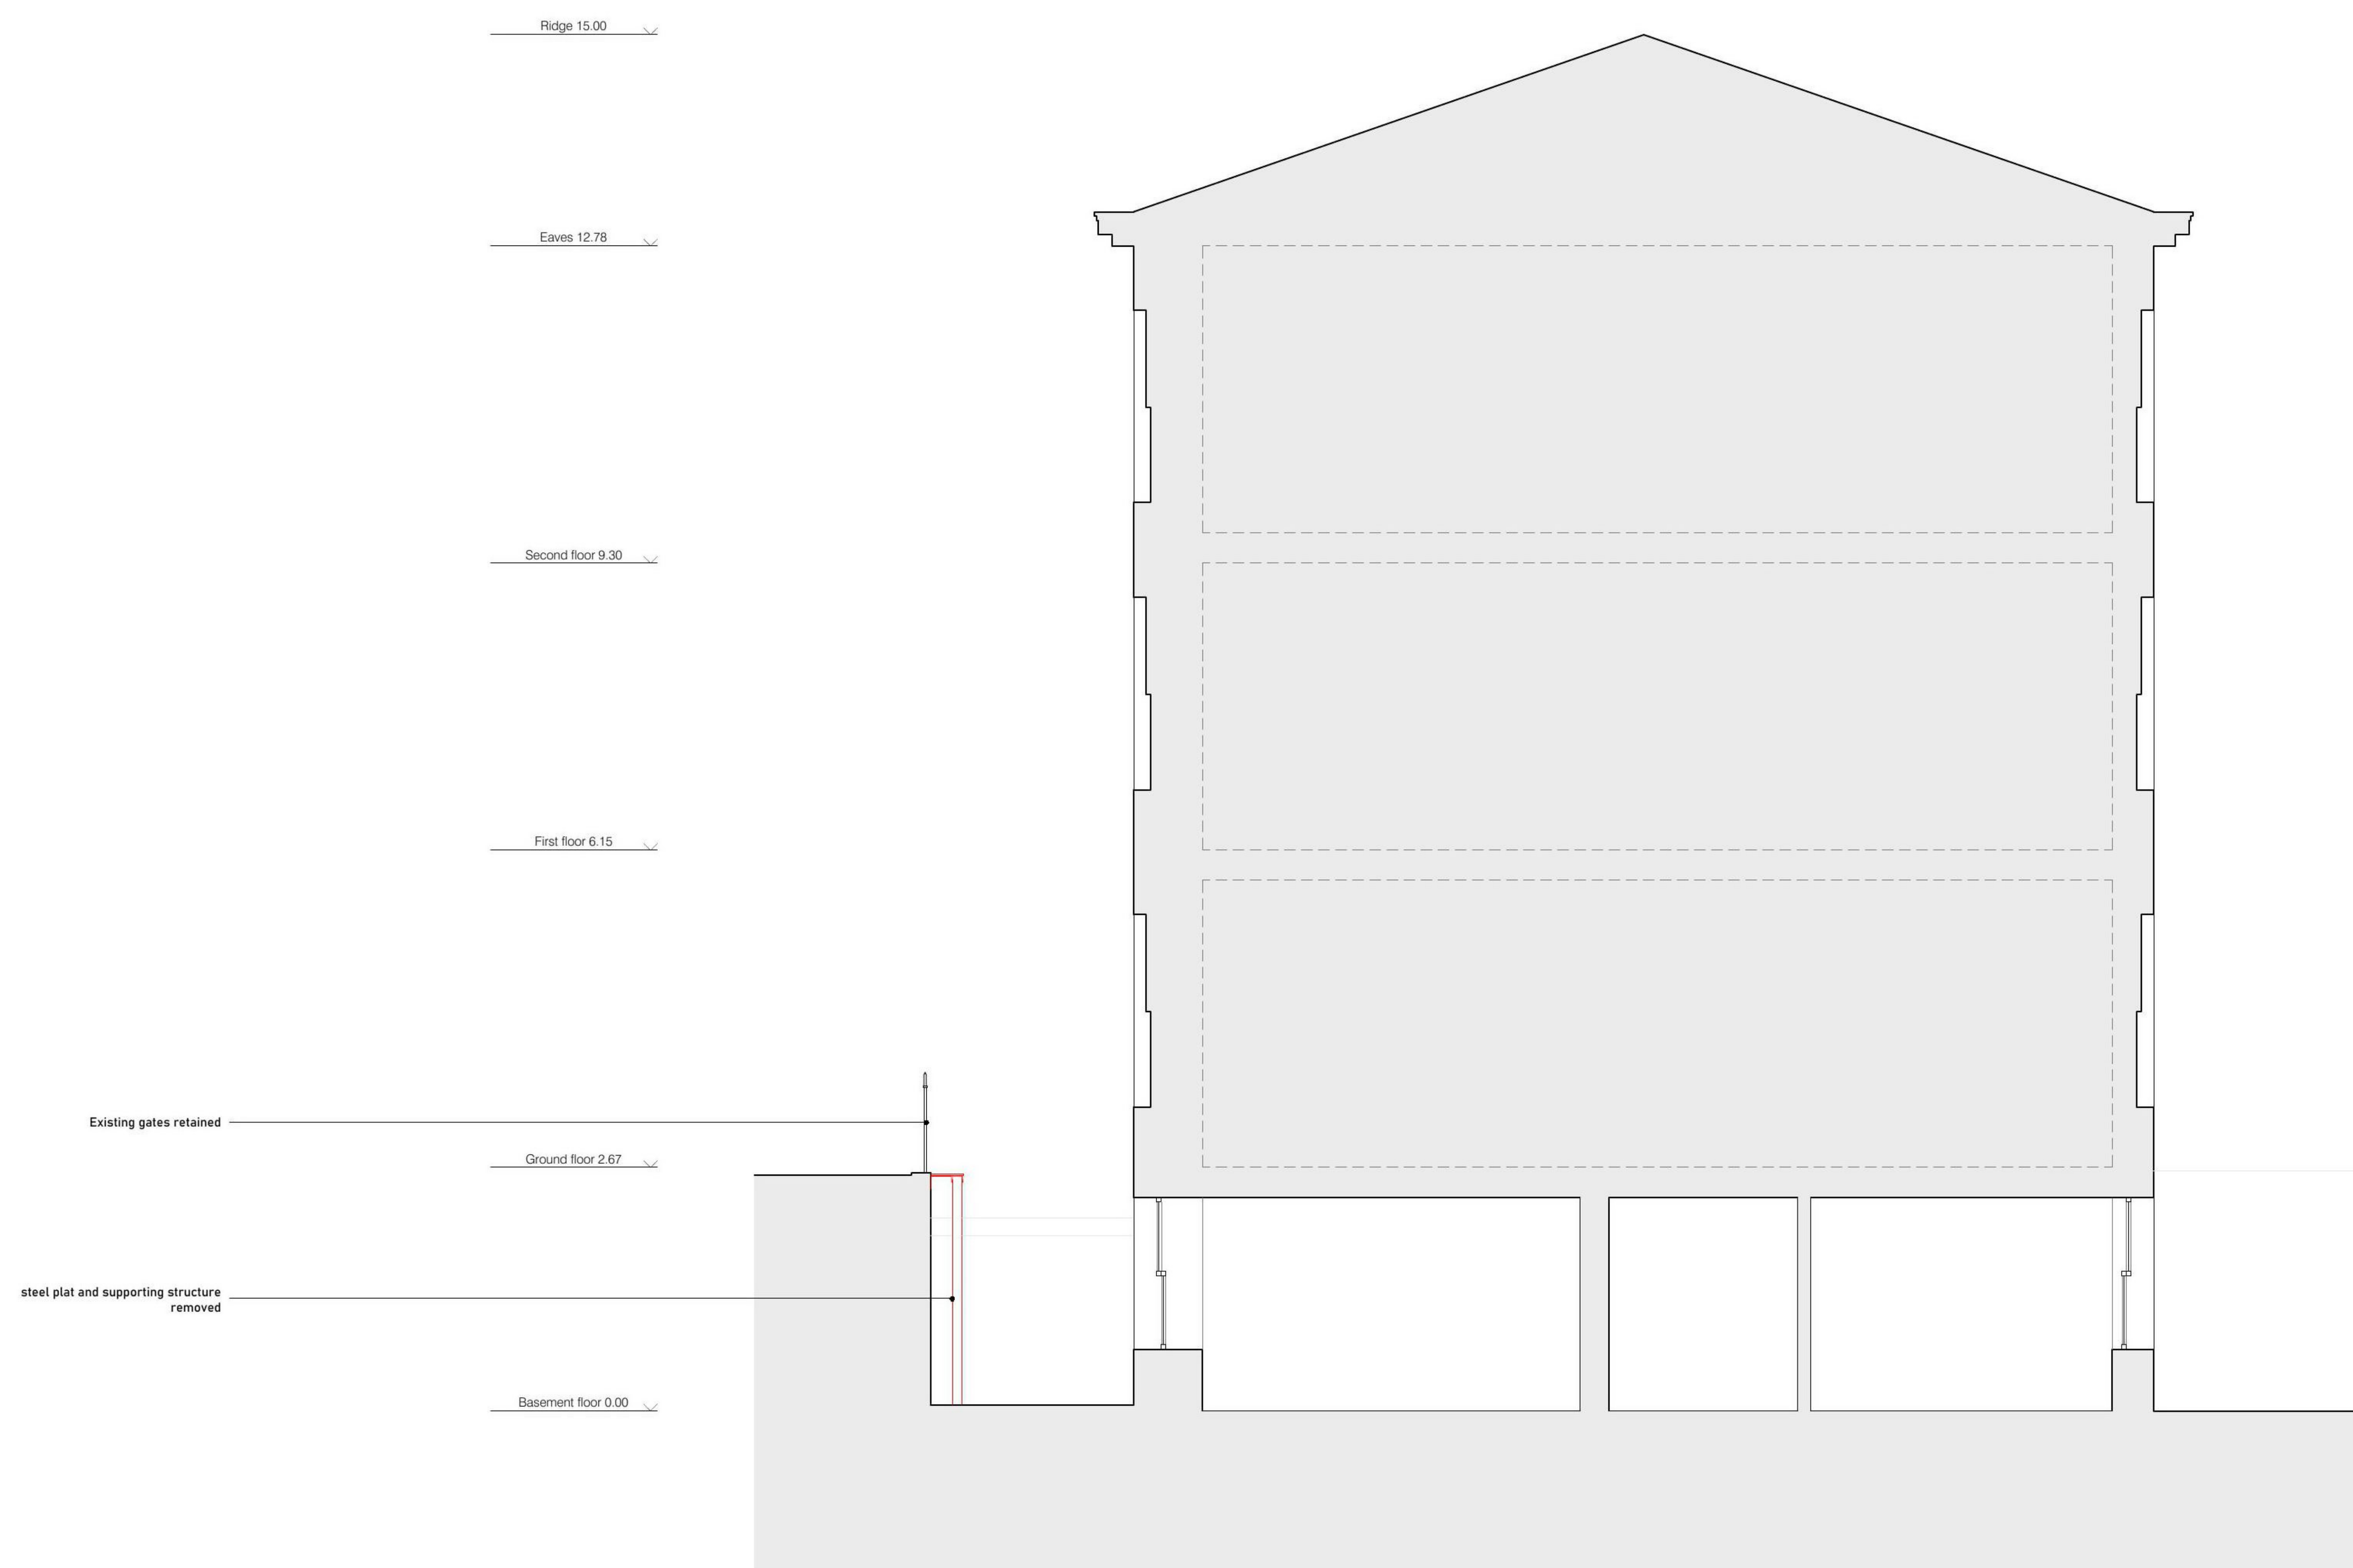 Ridge 15.00
Eaves 12.78
Second floor 9.30
First floor 6.15
Existing gates retained
Ground floor 2.67
steel plat and supporting structure
removed
Basement floor 0.00